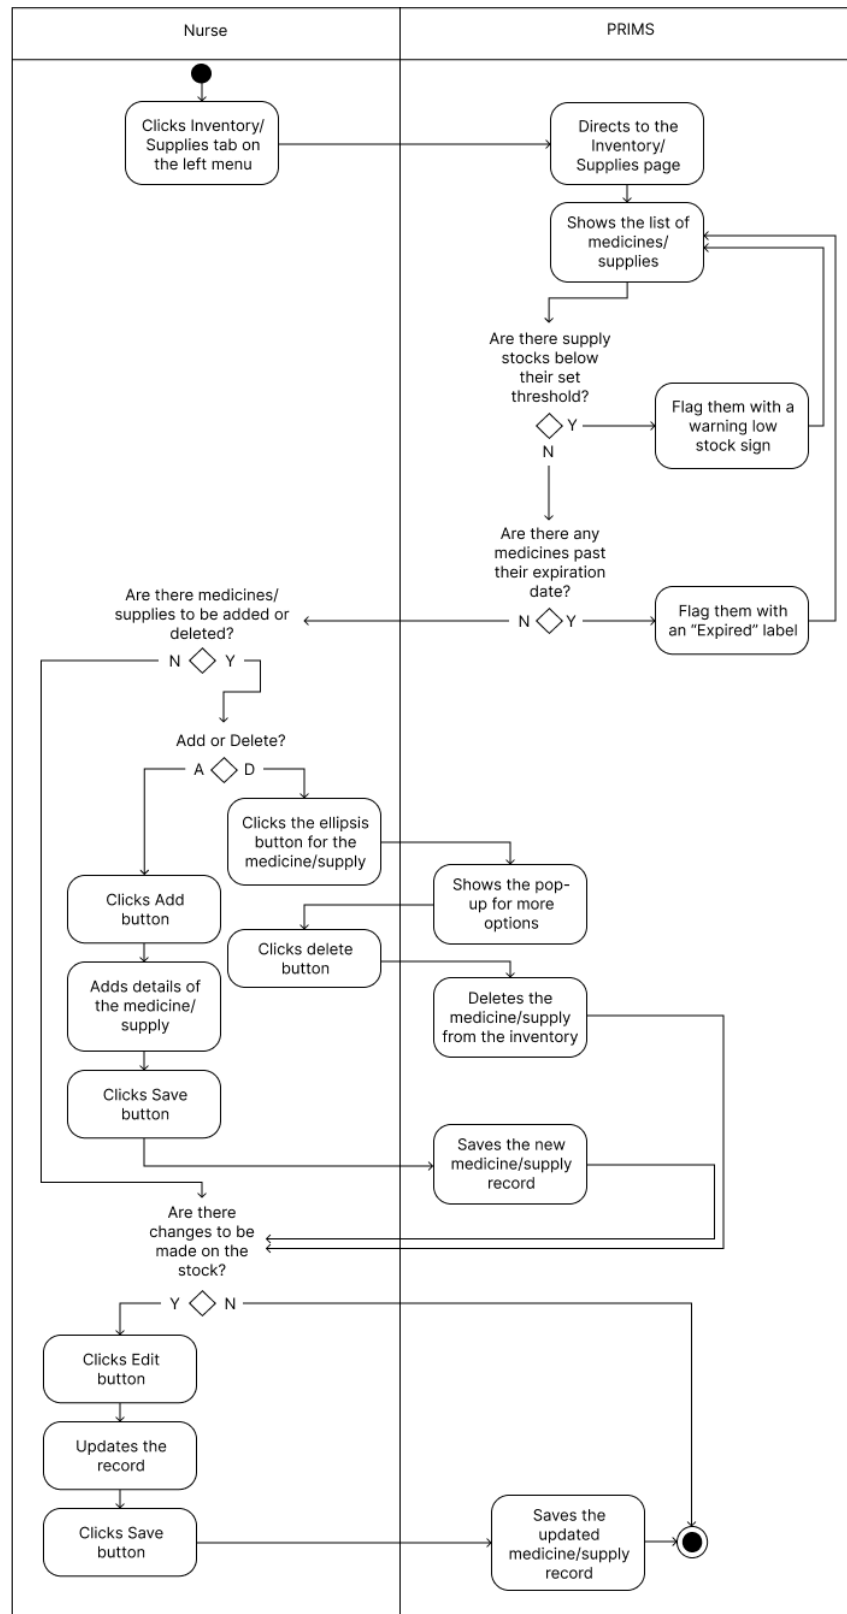 Nurse
PRIMS
Clicks Inventory/
Supplies tab on
the left menu
Directs to the
Inventory/
Supplies page
Shows the list of
medicines/
supplies
Are there supply
stocks below
their set
threshold?
Y
N
Flag them with a
warning low
stock sign
Are there any
medicines past
their expiration
date?
N
Y
Flag them with
an “Expired” label
Are there medicines/
supplies to be added or
deleted?
N
Y
Add or Delete?
A
D
Clicks the ellipsis
button for the
medicine/supply
Shows the pop-
up for more
options
Clicks Add
button
Clicks delete
button
Adds details of
the medicine/
supply
Deletes the
medicine/supply
from the inventory
Clicks Save
button
Saves the new
medicine/supply
record
Are there
changes to be
made on the
stock?
Y
N
Clicks Edit
button
Updates the
record
Clicks Save
button
Saves the
updated
medicine/supply
record